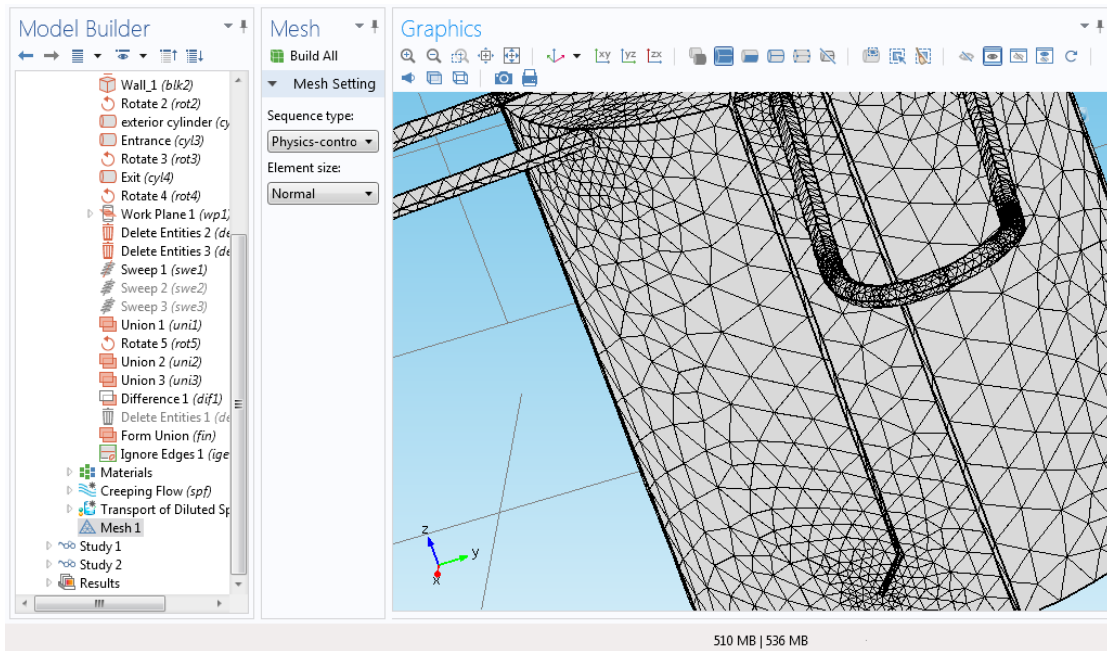 Model Builder
Wall_1 (blk2)
Rotate 2 (rot2)
exterior cylinder (cy
Entrance (cyl3)
Rotate 3 (rot3)
Exit (cyl4)
Rotate 4 (rot4)
Work Plane 1 (wp1)
Delete Entities 2 (de
Delete Entities 3 (de
Sweep 1 (swe1)
Sweep 2 (swe2)
Sweep 3 (swe3)
Union 1 (uni1)
Rotate 5 (rot5)
Union 2 (uni2)
Union 3 (uni3)
Difference 1 (dif1)
Delete Entities 1 (de
Form Union (fin)
Ignore Edges 1 (ige
Materials
Creeping Flow (spf)
Transport of Diluted Sp
Mesh 1
Study 1
Study 2
Results
Mesh
Build All
Mesh Setting
Sequence type:
Physics-contro
Element size:
Normal
Graphics
xy yz zx
z
y
x
510 MB | 536 MB